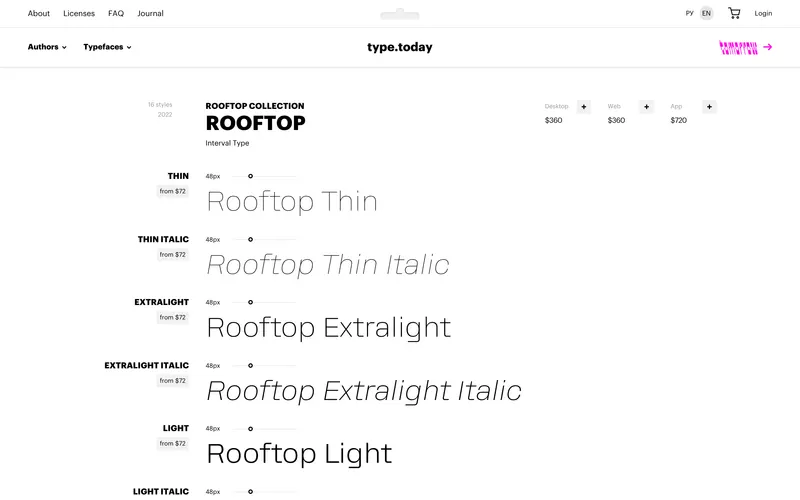 About Licenses FAQ Journal РУ EN Login
Authors Typefaces type.today tomorrow →
16 styles
2022
ROOFTOP COLLECTION
ROOFTOP
Interval Type
Desktop +
$360
Web +
$360
App +
$720
THIN
from $72
48px
Rooftop Thin
THIN ITALIC
from $72
48px
Rooftop Thin Italic
EXTRALIGHT
from $72
48px
Rooftop Extralight
EXTRALIGHT ITALIC
from $72
48px
Rooftop Extralight Italic
LIGHT
from $72
48px
Rooftop Light
LIGHT ITALIC
48px